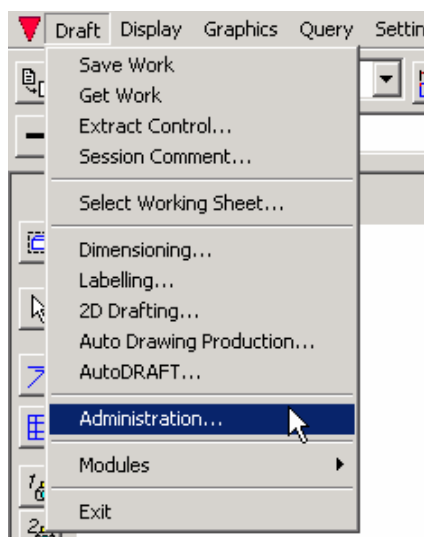 Draft Display Graphics Query Settin
Save Work
Get Work
Extract Control...
Session Comment...
Select Working Sheet...
Dimensioning...
Labelling...
2D Drafting...
Auto Drawing Production...
AutoDRAFT...
Administration...
Modules
Exit